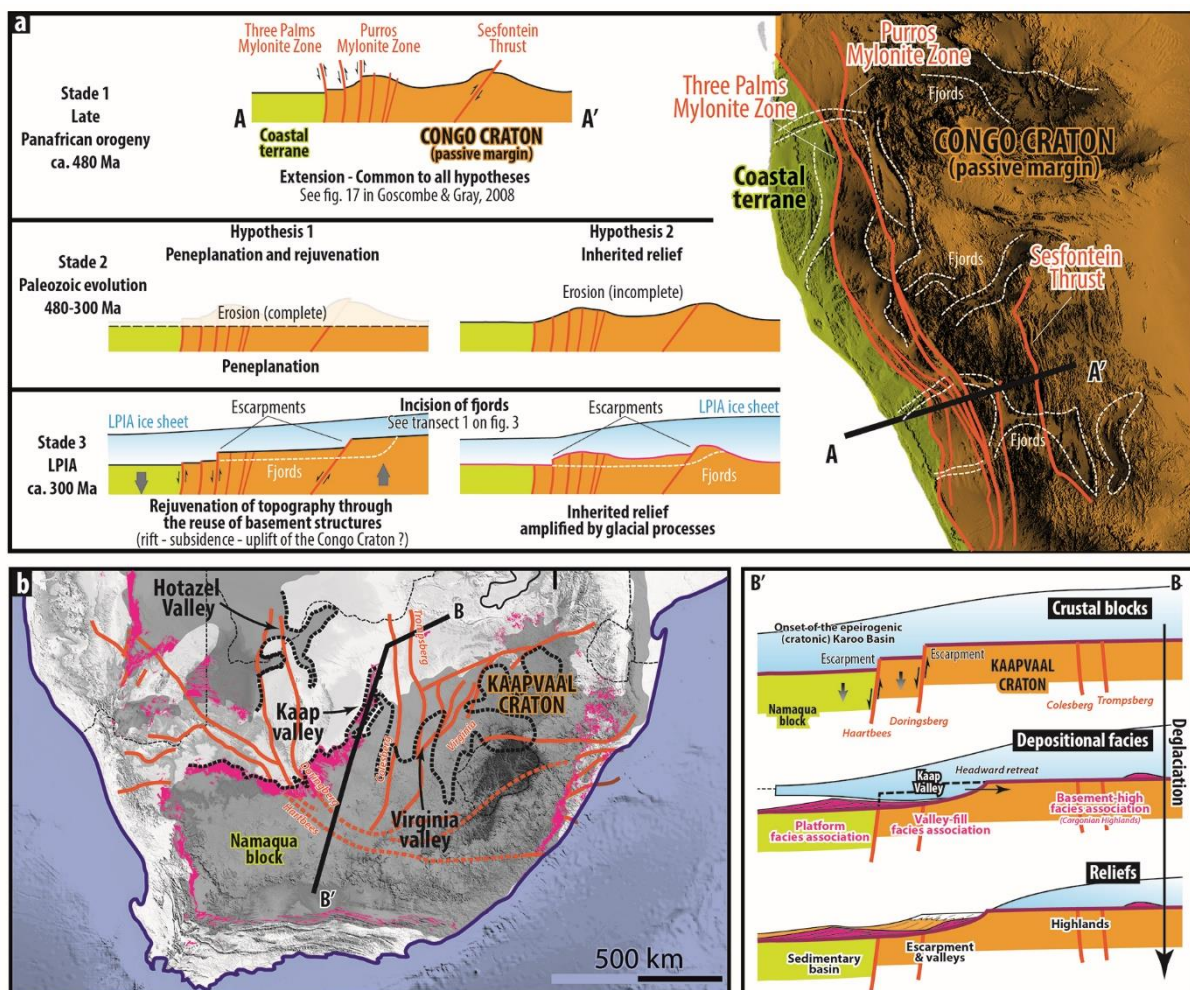 a
Three Palms
Mylonite Zone
Purros
Mylonite Zone
Sesfontein
Thrust
Stade 1
Late
Panafrican orogeny
ca. 480 Ma
A
A'
Coastal
terrane
CONGO CRATON
(passive margin)
Extension - Common to all hypotheses
See fig. 17 in Goscombe & Gray, 2008
Stade 2
Paleozoic evolution
480-300 Ma
Hypothesis 1
Peneplanation and rejuvenation
Erosion (complete)
Peneplanation
Hypothesis 2
Inherited relief
Erosion (incomplete)
Stade 3
LPIA
ca. 300 Ma
LPIA ice sheet
Escarpments
Incision of fjords
See transect 1 on fig. 3
Escarpments
LPIA ice sheet
Fjords
Fjords
Rejuvenation of topography through
the reuse of basement structures
(rift - subsidence - uplift of the Congo Craton ?)
Inherited relief
amplified by glacial processes
Purros
Mylonite Zone
Three Palms
Mylonite Zone
Fjords
CONGO CRATON
(passive margin)
Coastal
terrane
Fjords
Sesfontein
Thrust
A'
A
Fjords
b
Hotazel
Valley
B
Trompsberg
KAAPVAAL
CRATON
Kaap
valley
Colesberg
Virginia
Doringberg
Hartbees
Virginia
valley
Namaqua
block
B'
500 km
B'
B
Crustal blocks
Onset of the epeirogenic
(cratonic) Karoo Basin
Escarpment
Escarpment
KAAPVAAL
CRATON
Namaqua
block
Haartbees
Doringsberg
Colesberg
Trompsberg
Depositional facies
Deglaciation
Kaap
Valley
Headward retreat
Platform
facies association
Valley-fill
facies association
Basement-high
facies association
(Cargonian Highlands)
Reliefs
Highlands
Sedimentary
basin
Escarpment
& valleys